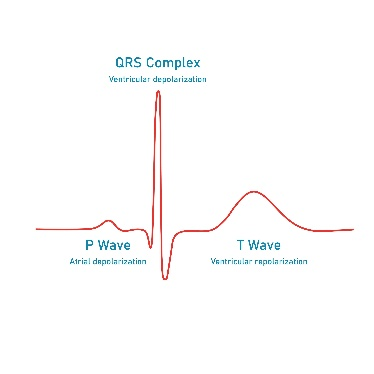 QRS Complex
Ventricular depolarization
P Wave
Atrial depolarization
T Wave
Ventricular repolarization